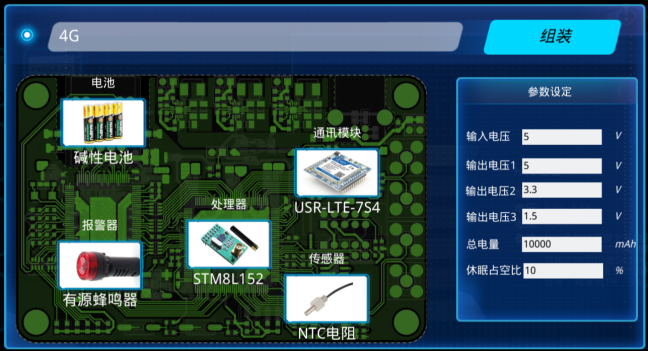 4G
组装
电池
碱性电池
通讯模块
USR-LTE-7S4
处理器
STM8L152
报警器
有源蜂鸣器
传感器
NTC电阻
参数设定
输入电压 5 V
输出电压1 5 V
输出电压2 3.3 V
输出电压3 1.5 V
总电量 10000 mAh
休眠占空比 10 %